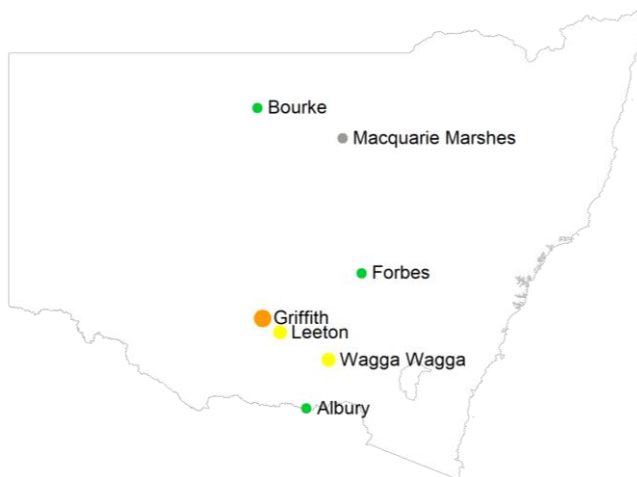 Bourke
Macquarie Marshes
Forbes
Griffith
Leeton
Wagga Wagga
Albury